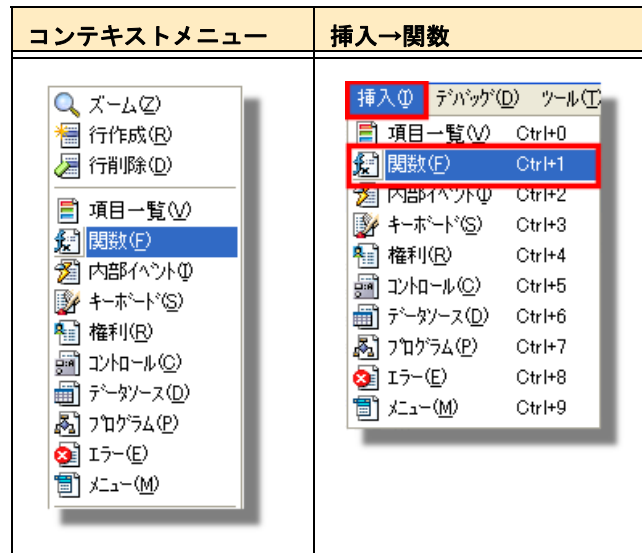 コンテキストメニュー
挿入→関数
ズーム(Z)
行作成(R)
行削除(D)
項目一覧(V)
関数(F)
内部イベント(I)
キーボード(S)
権利(R)
コントロール(C)
データソース(D)
プログラム(P)
エラー(E)
メニュー(M)
挿入(I) デバッグ(D) ツール(T
項目一覧(V) Ctrl+0
関数(F) Ctrl+1
内部イベント(I) Ctrl+2
キーボード(S) Ctrl+3
権利(R) Ctrl+4
コントロール(C) Ctrl+5
データソース(D) Ctrl+6
プログラム(P) Ctrl+7
エラー(E) Ctrl+8
メニュー(M) Ctrl+9